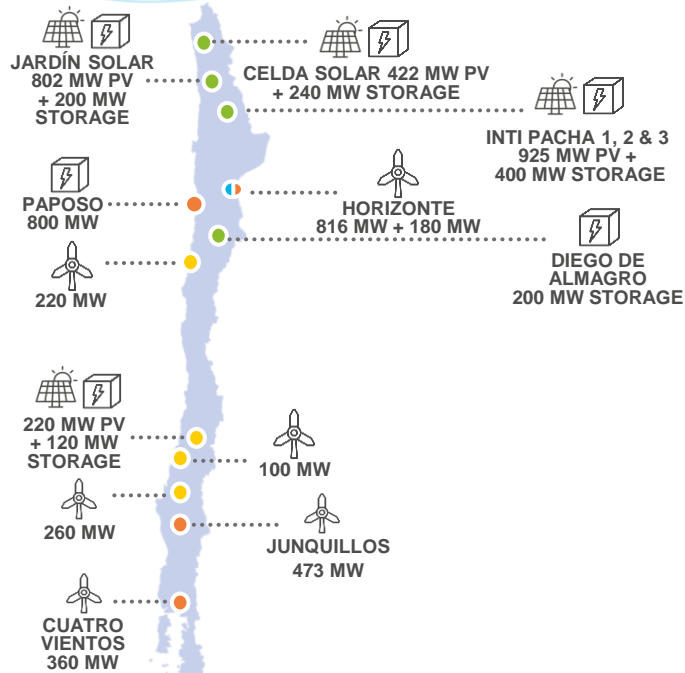 JARDÍN SOLAR
802 MW PV
+ 200 MW
STORAGE
CELDA SOLAR 422 MW PV
+ 240 MW STORAGE
INTI PACHA 1, 2 & 3
925 MW PV +
400 MW STORAGE
PAPOSO
800 MW
HORIZONTE
816 MW + 180 MW
DIEGO DE
ALMAGRO
200 MW STORAGE
220 MW
220 MW PV
+ 120 MW
STORAGE
100 MW
260 MW
JUNQUILLOS
473 MW
CUATRO
VIENTOS
360 MW